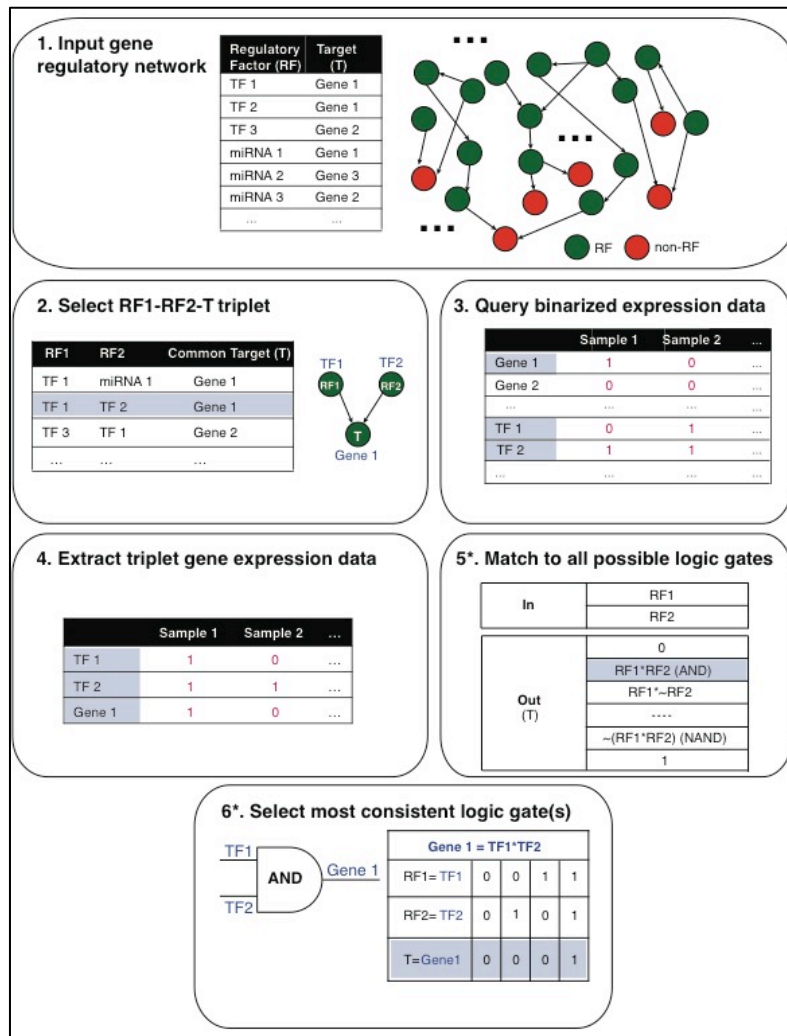 1. Input gene
regulatory network
Regulatory Factor (RF) Target (T)
TF 1 Gene 1
TF 2 Gene 1
TF 3 Gene 2
miRNA 1 Gene 1
miRNA 2 Gene 3
miRNA 3 Gene 2
... ...
...
...
...
RF non-RF
2. Select RF1-RF2-T triplet
RF1 RF2 Common Target (T)
TF 1 miRNA 1 Gene 1
TF 1 TF 2 Gene 1
TF 3 TF 1 Gene 2
... ... ...
TF1 TF2
RF1 RF2
T
Gene 1
3. Query binarized expression data
Sample 1 Sample 2 ...
Gene 1 1 0 ...
Gene 2 0 0 ...
... ... ... ...
TF 1 0 1 ...
TF 2 1 1 ...
... ... ... ...
4. Extract triplet gene expression data
Sample 1 Sample 2 ...
TF 1 1 0 ...
TF 2 1 1 ...
Gene 1 1 0 ...
5*. Match to all possible logic gates
In
RF1
RF2
Out
(T)
0
RF1*RF2 (AND)
RF1*~RF2
----
~(RF1*RF2) (NAND)
1
6*. Select most consistent logic gate(s)
TF1
TF2
AND
Gene 1
Gene 1 = TF1*TF2
RF1= TF1 0 0 1 1
RF2= TF2 0 1 0 1
T=Gene1 0 0 0 1